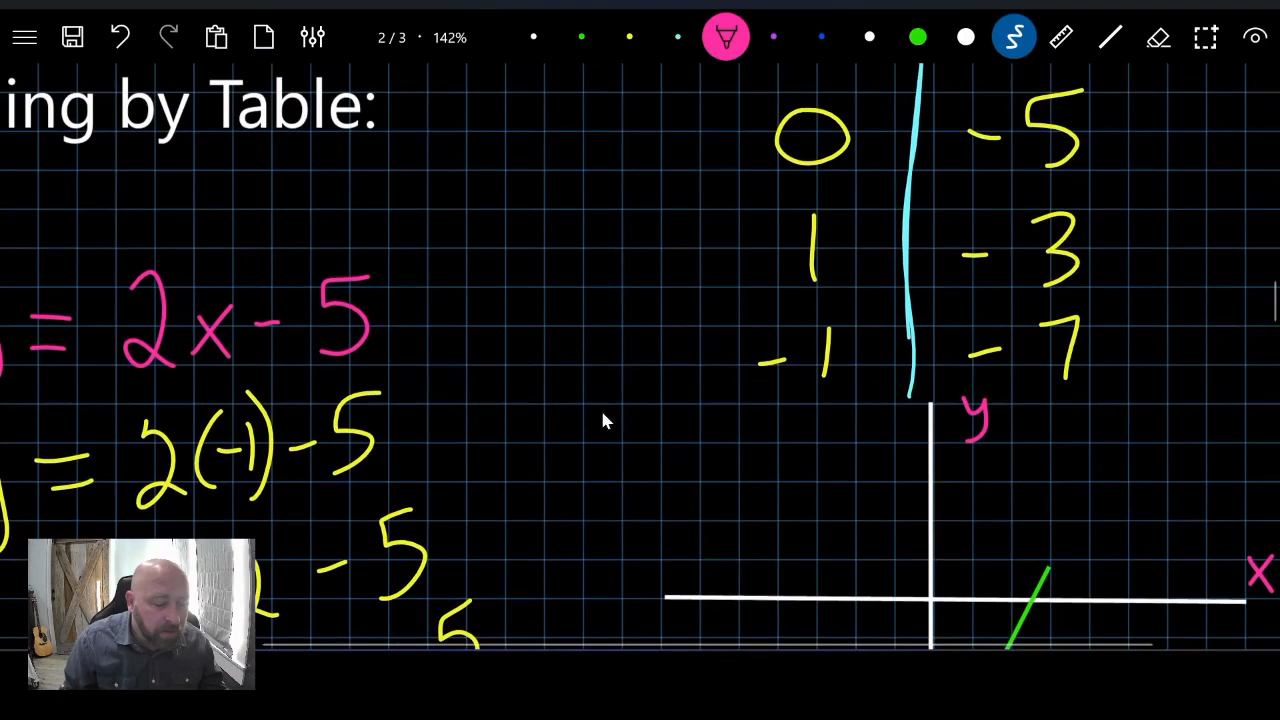 2/3 · 142%
ing by Table:
0 -5
1 -3
-1 -7
= 2x - 5
y
= 2(-1) - 5
- 5
x
5